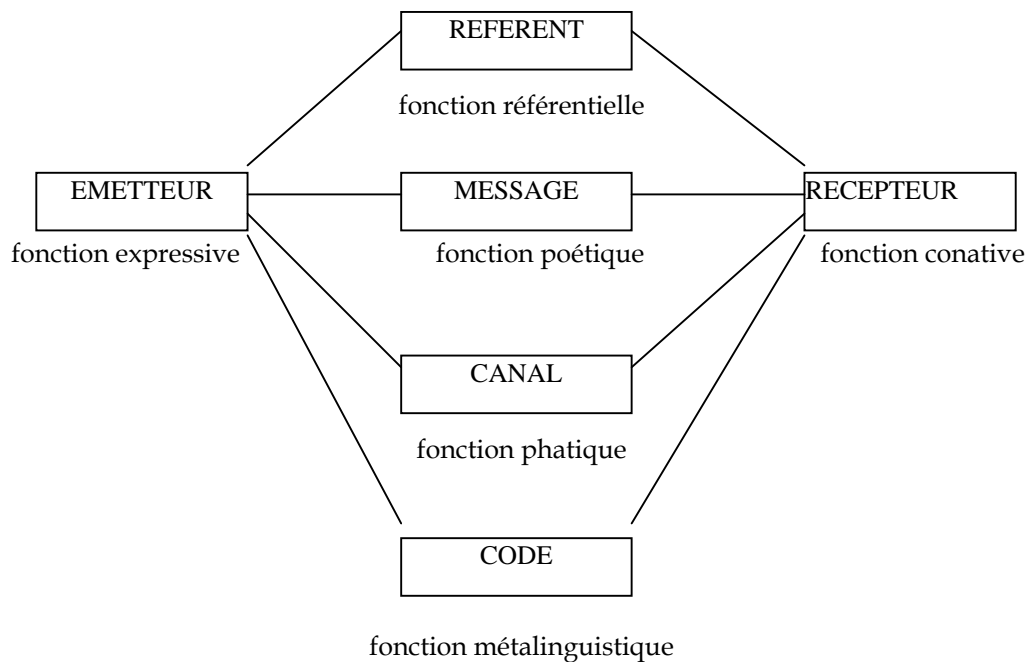 REFERENT
fonction référentielle
EMETTEUR
MESSAGE
RECEPTEUR
fonction expressive
fonction poétique
fonction conative
CANAL
fonction phatique
CODE
fonction métalinguistique